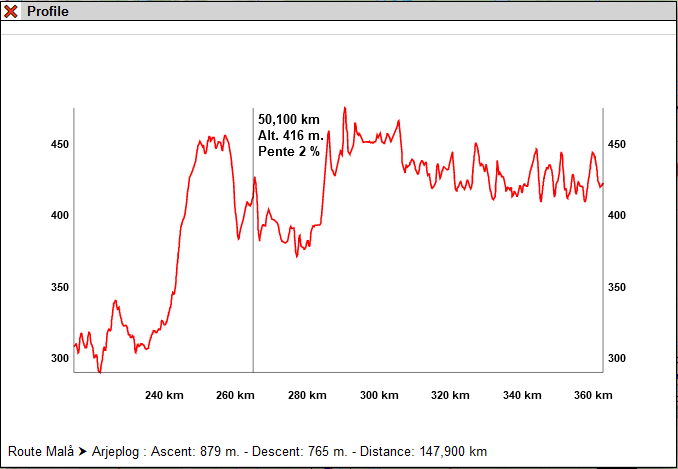 Profile
50,100 km
Alt. 416 m.
Pente 2 %
450 450
400 400
350 350
300 300
240 km 260 km 280 km 300 km 320 km 340 km 360 km
Route Malå ➤ Arjeplog : Ascent: 879 m. - Descent: 765 m. - Distance: 147,900 km